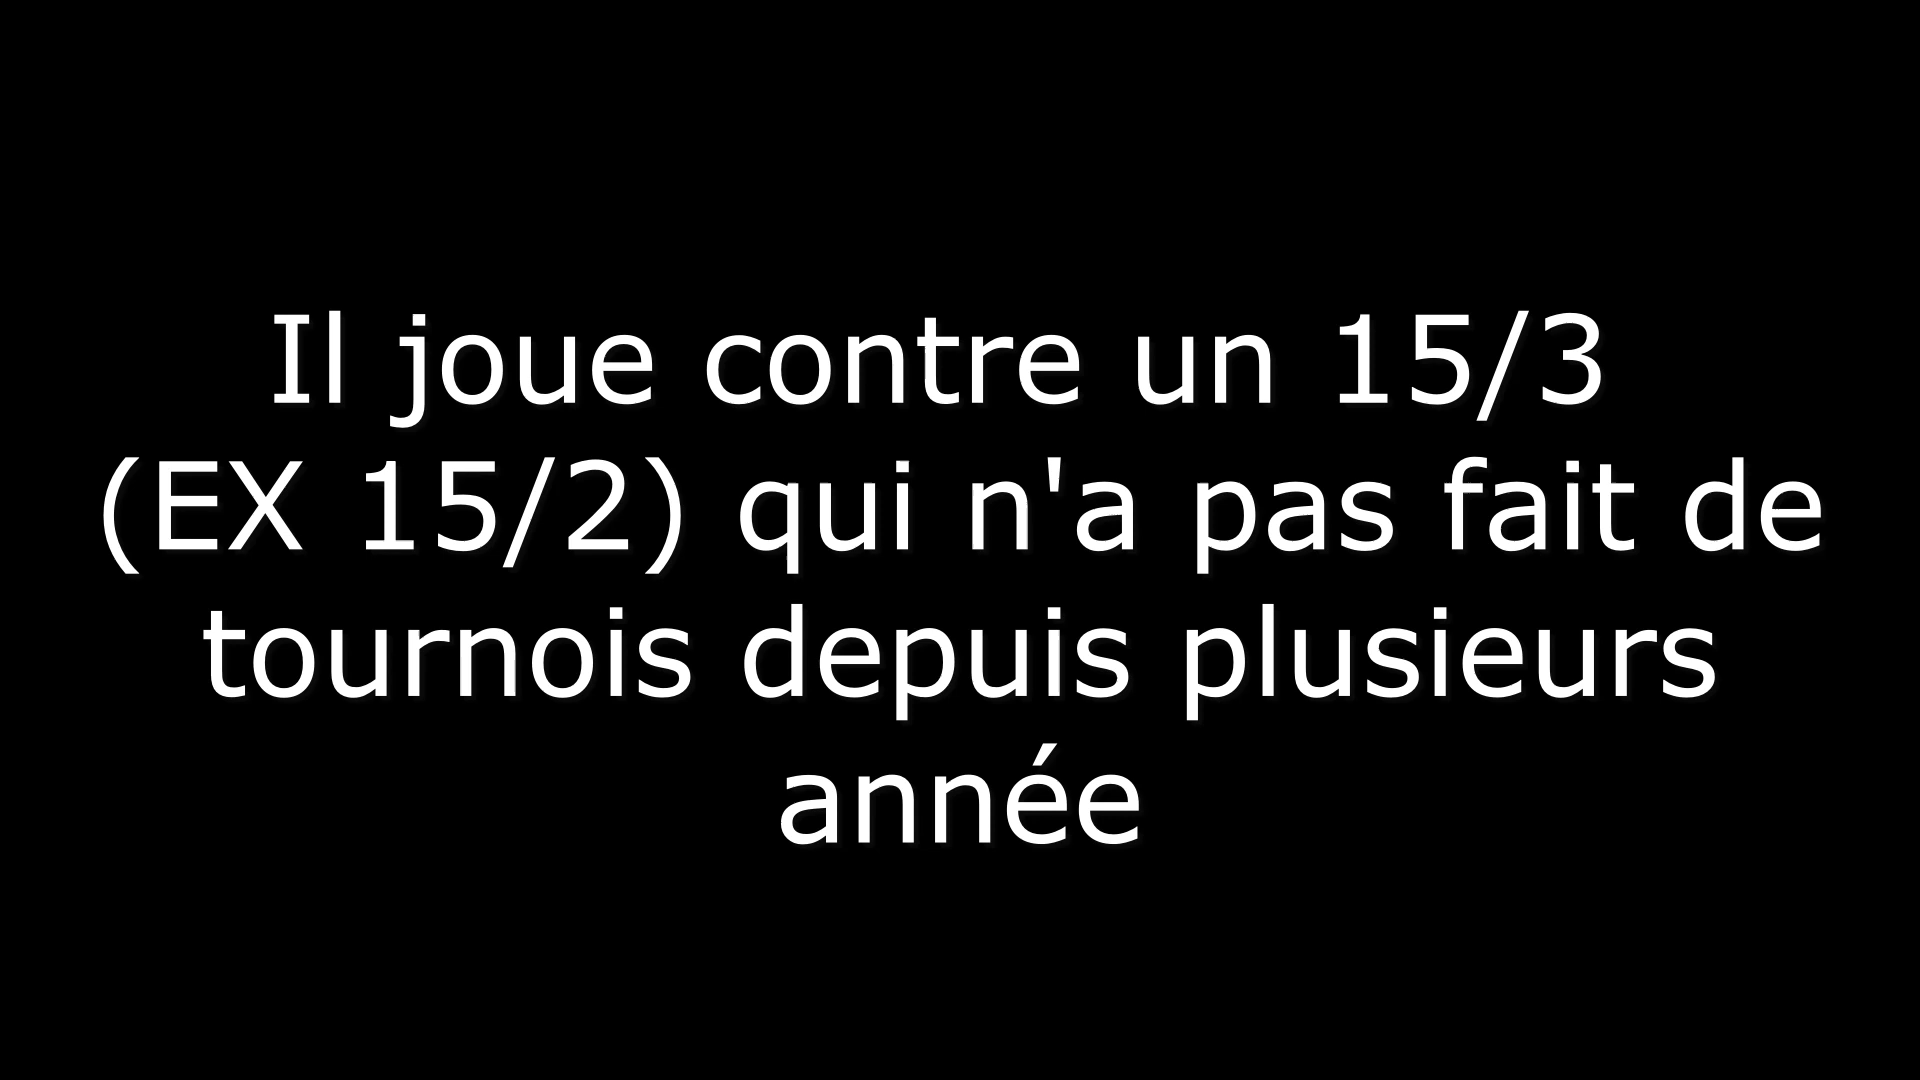 Il joue contre un 15/3
(EX 15/2) qui n'a pas fait de
tournois depuis plusieurs
année